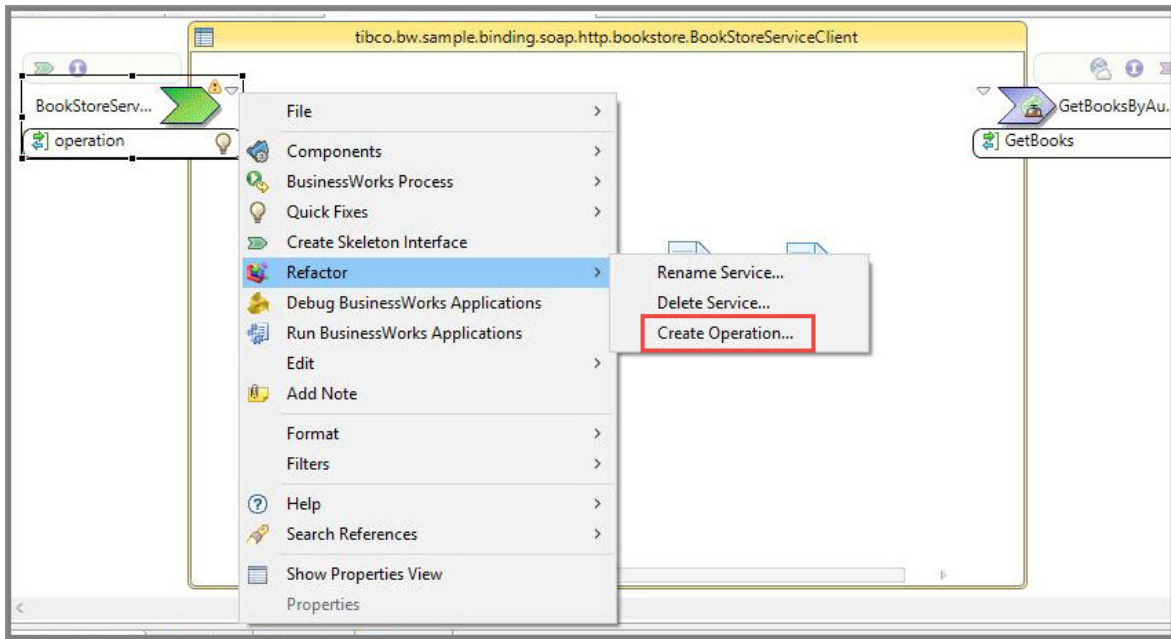 tibco.bw.sample.binding.soap.http.bookstore.BookStoreServiceClient
BookStoreServ...
operation
GetBooksByAu.
GetBooks
File
Components
BusinessWorks Process
Quick Fixes
Create Skeleton Interface
Refactor
Debug BusinessWorks Applications
Run BusinessWorks Applications
Edit
Add Note
Format
Filters
Help
Search References
Show Properties View
Properties
Rename Service...
Delete Service...
Create Operation...